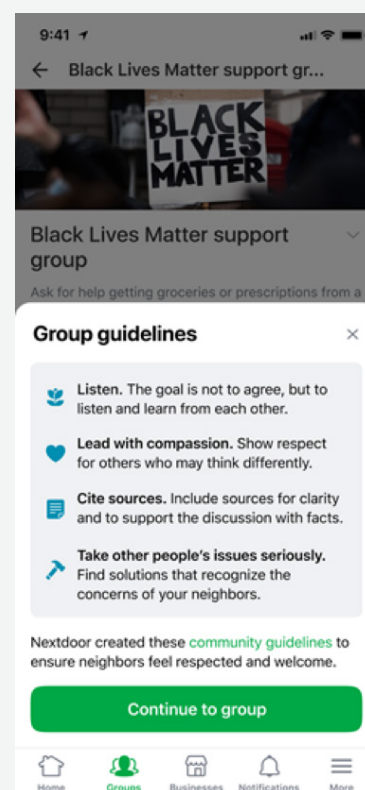 9:41
Black Lives Matter support gr...
BLACK
LIVES
MATTER
Black Lives Matter support
group
Ask for help getting groceries or prescriptions from a
Group guidelines
Listen. The goal is not to agree, but to
listen and learn from each other.
Lead with compassion. Show respect
for others who may think differently.
Cite sources. Include sources for clarity
and to support the discussion with facts.
Take other people's issues seriously.
Find solutions that recognize the
concerns of your neighbors.
Nextdoor created these community guidelines to
ensure neighbors feel respected and welcome.
Continue to group
Home Groups Businesses Notifications More